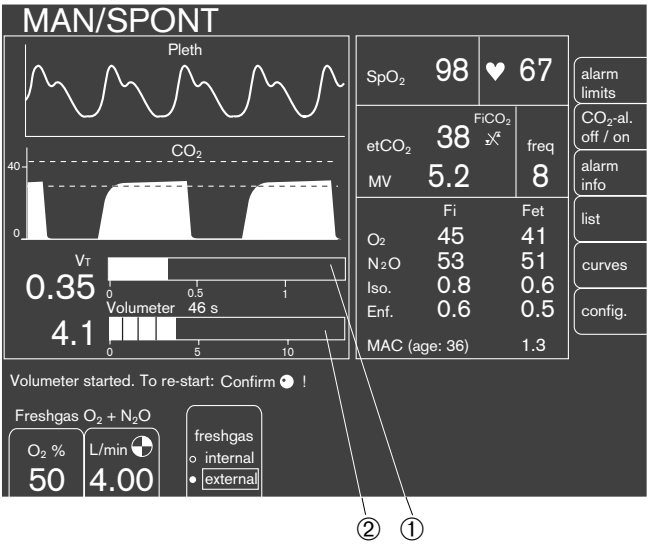 MAN/SPONT
Pleth
CO₂
40
0
VT
0.35
0
0.5
1
Volumeter 46 s
4.1
0
5
10
SpO₂ 98 ♥ 67
etCO₂ 38 FiCO₂ freq
MV 5.2 8
Fi Fet
O₂ 45 41
N₂O 53 51
Iso. 0.8 0.6
Enf. 0.6 0.5
MAC (age: 36) 1.3
alarm
limits
CO₂-al.
off / on
alarm
info
list
curves
config.
Volumeter started. To re-start: Confirm !
Freshgas O₂ + N₂O
O₂ %
50
L/min
4.00
freshgas
internal
external
② ①